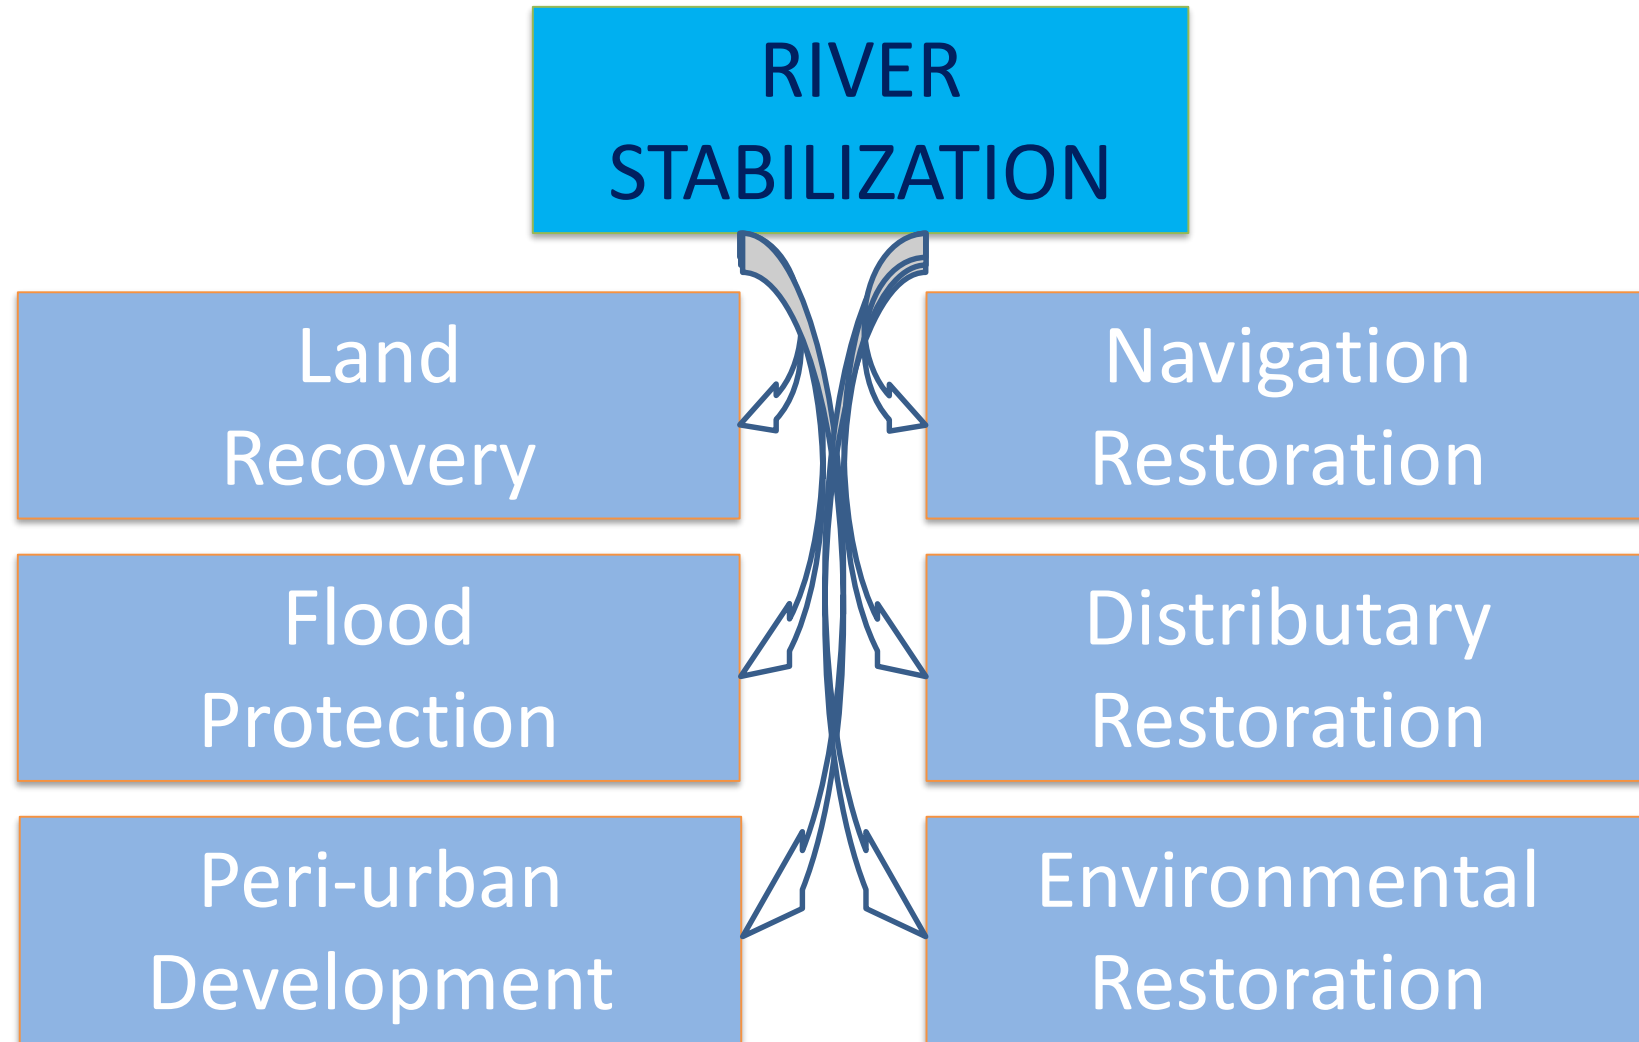 RIVER
STABILIZATION
Land
Recovery
Navigation
Restoration
Flood
Protection
Distributary
Restoration
Peri-urban
Development
Environmental
Restoration